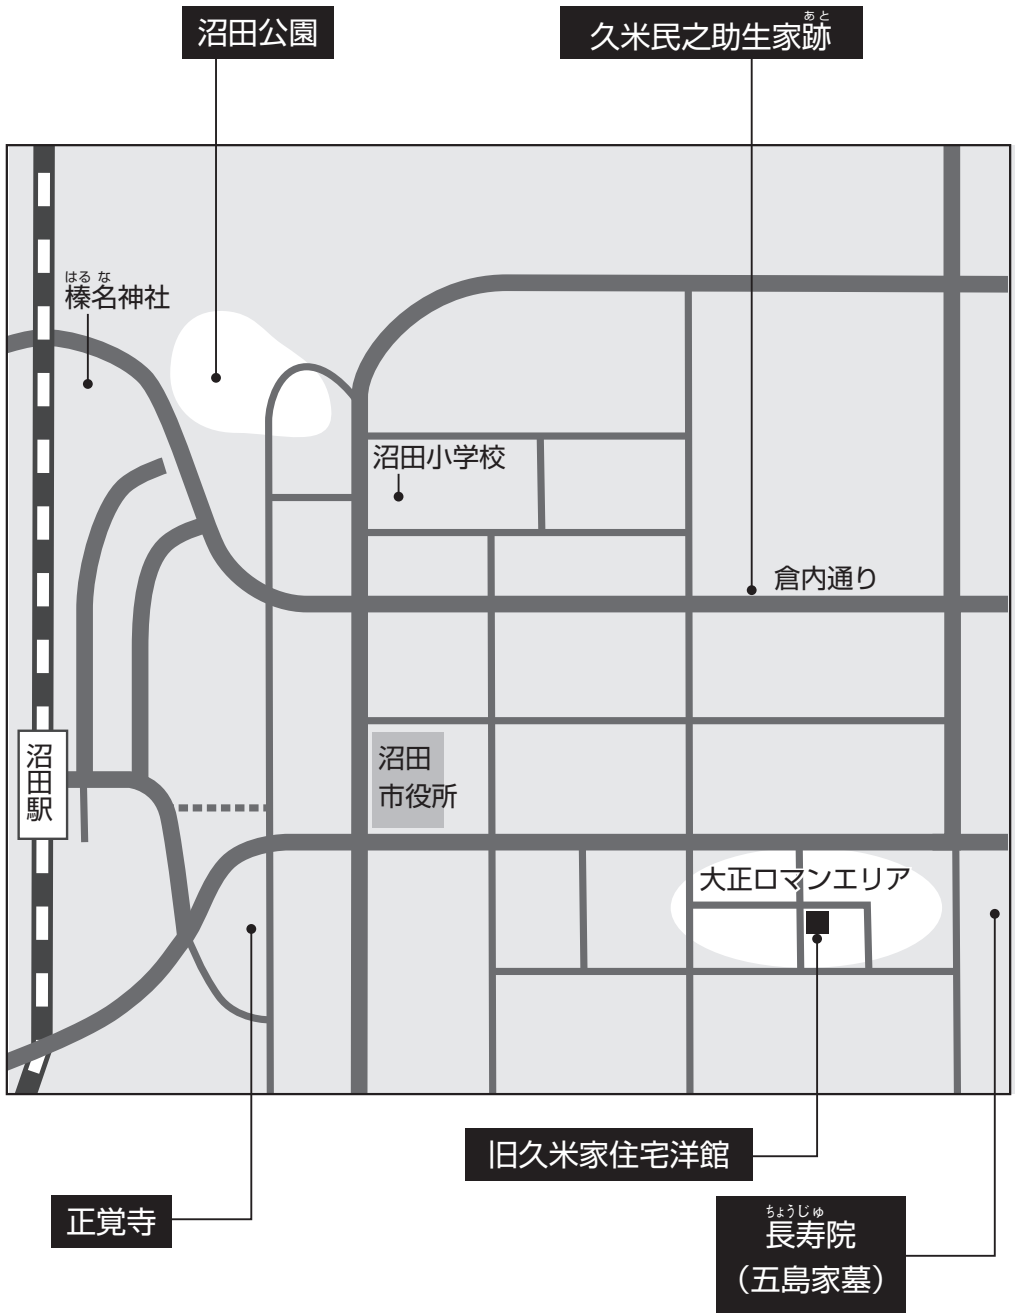 沼田公園
久米民之助生家跡
あと
はるな
榛名神社
沼田小学校
倉内通り
沼田駅
沼田
市役所
大正ロマンエリア
旧久米家住宅洋館
正覚寺
ちょうじゅ
長寿院
（五島家墓）